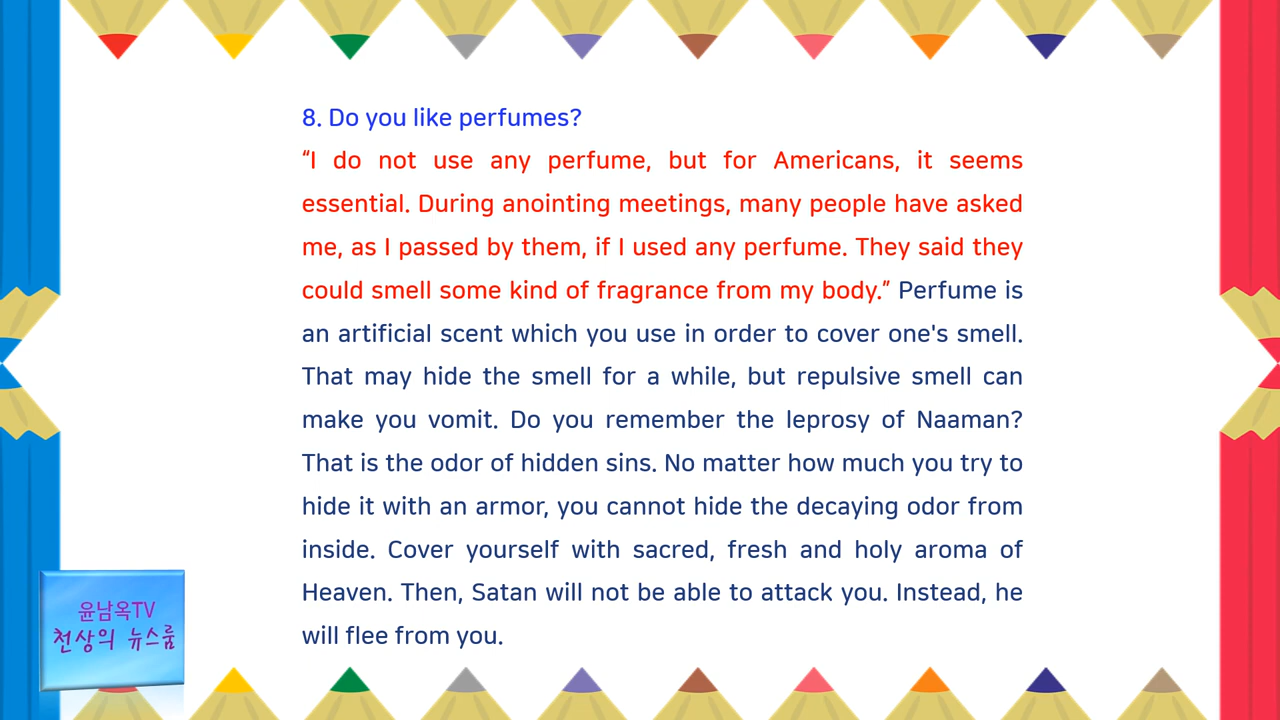 8. Do you like perfumes?
“I do not use any perfume, but for Americans, it seems
essential. During anointing meetings, many people have asked
me, as I passed by them, if I used any perfume. They said they
could smell some kind of fragrance from my body.” Perfume is
an artificial scent which you use in order to cover one's smell.
That may hide the smell for a while, but repulsive smell can
make you vomit. Do you remember the leprosy of Naaman?
That is the odor of hidden sins. No matter how much you try to
hide it with an armor, you cannot hide the decaying odor from
inside. Cover yourself with sacred, fresh and holy aroma of
Heaven. Then, Satan will not be able to attack you. Instead, he
will flee from you.
윤남옥TV
천상의 뉴스룸